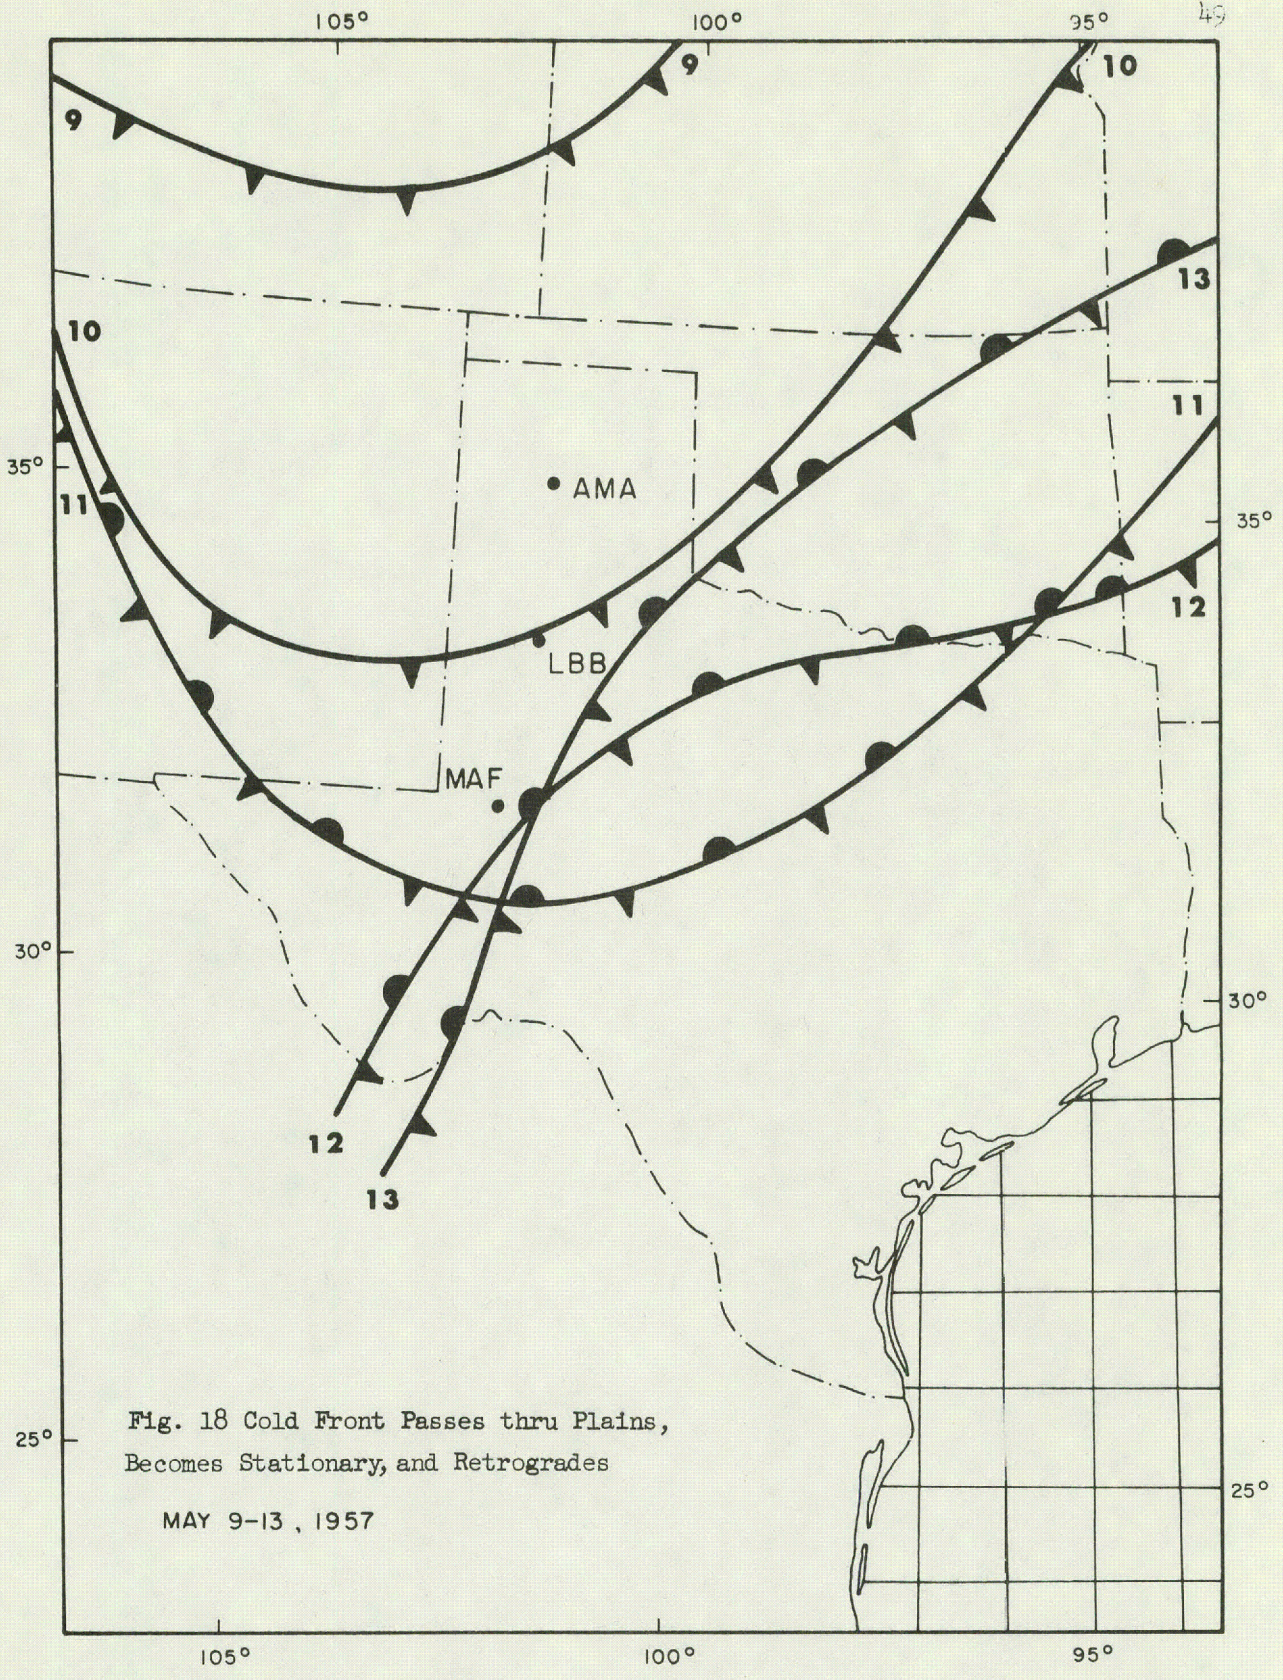 49
105° 100° 95°
9 10
9
13
10
11
35°
AMA
11
35°
12
LBB
MAF
30°
30°
12
13
Fig. 18 Cold Front Passes thru Plains,
Becomes Stationary, and Retrogrades
25°
25°
MAY 9-13, 1957
105° 100° 95°